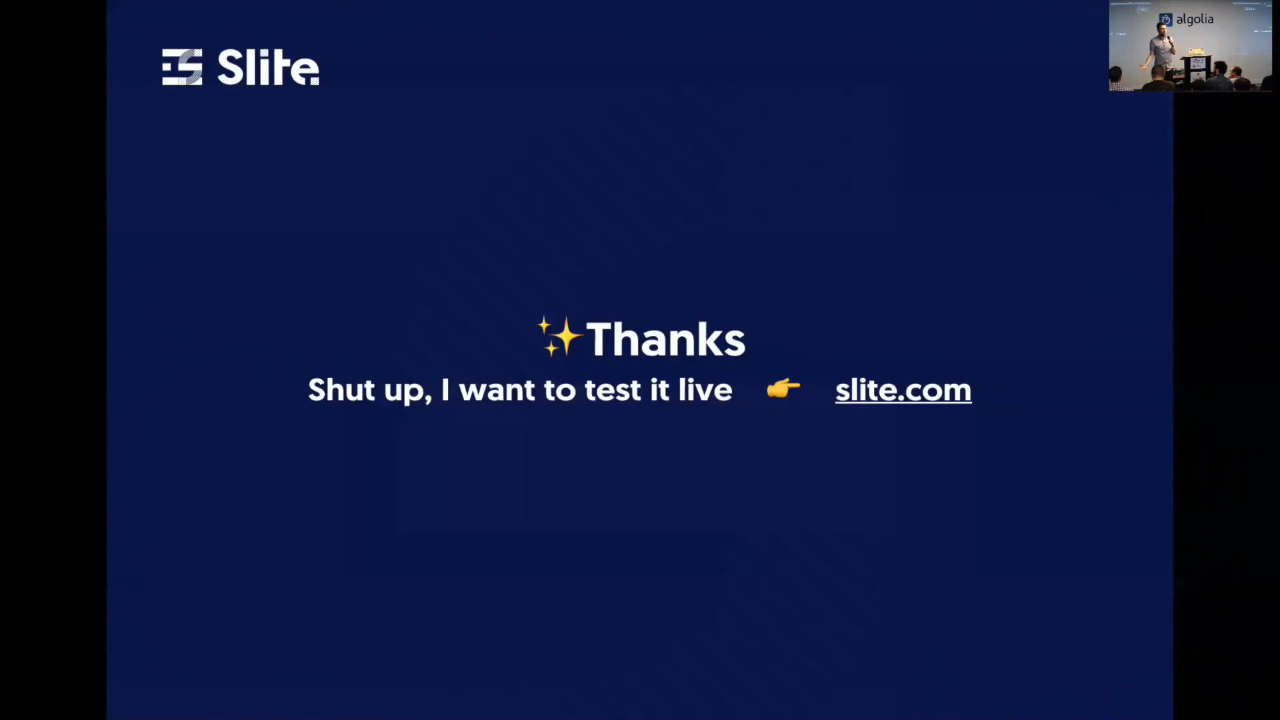 Slite
algolia
✨Thanks
Shut up, I want to test it live 👉 slite.com